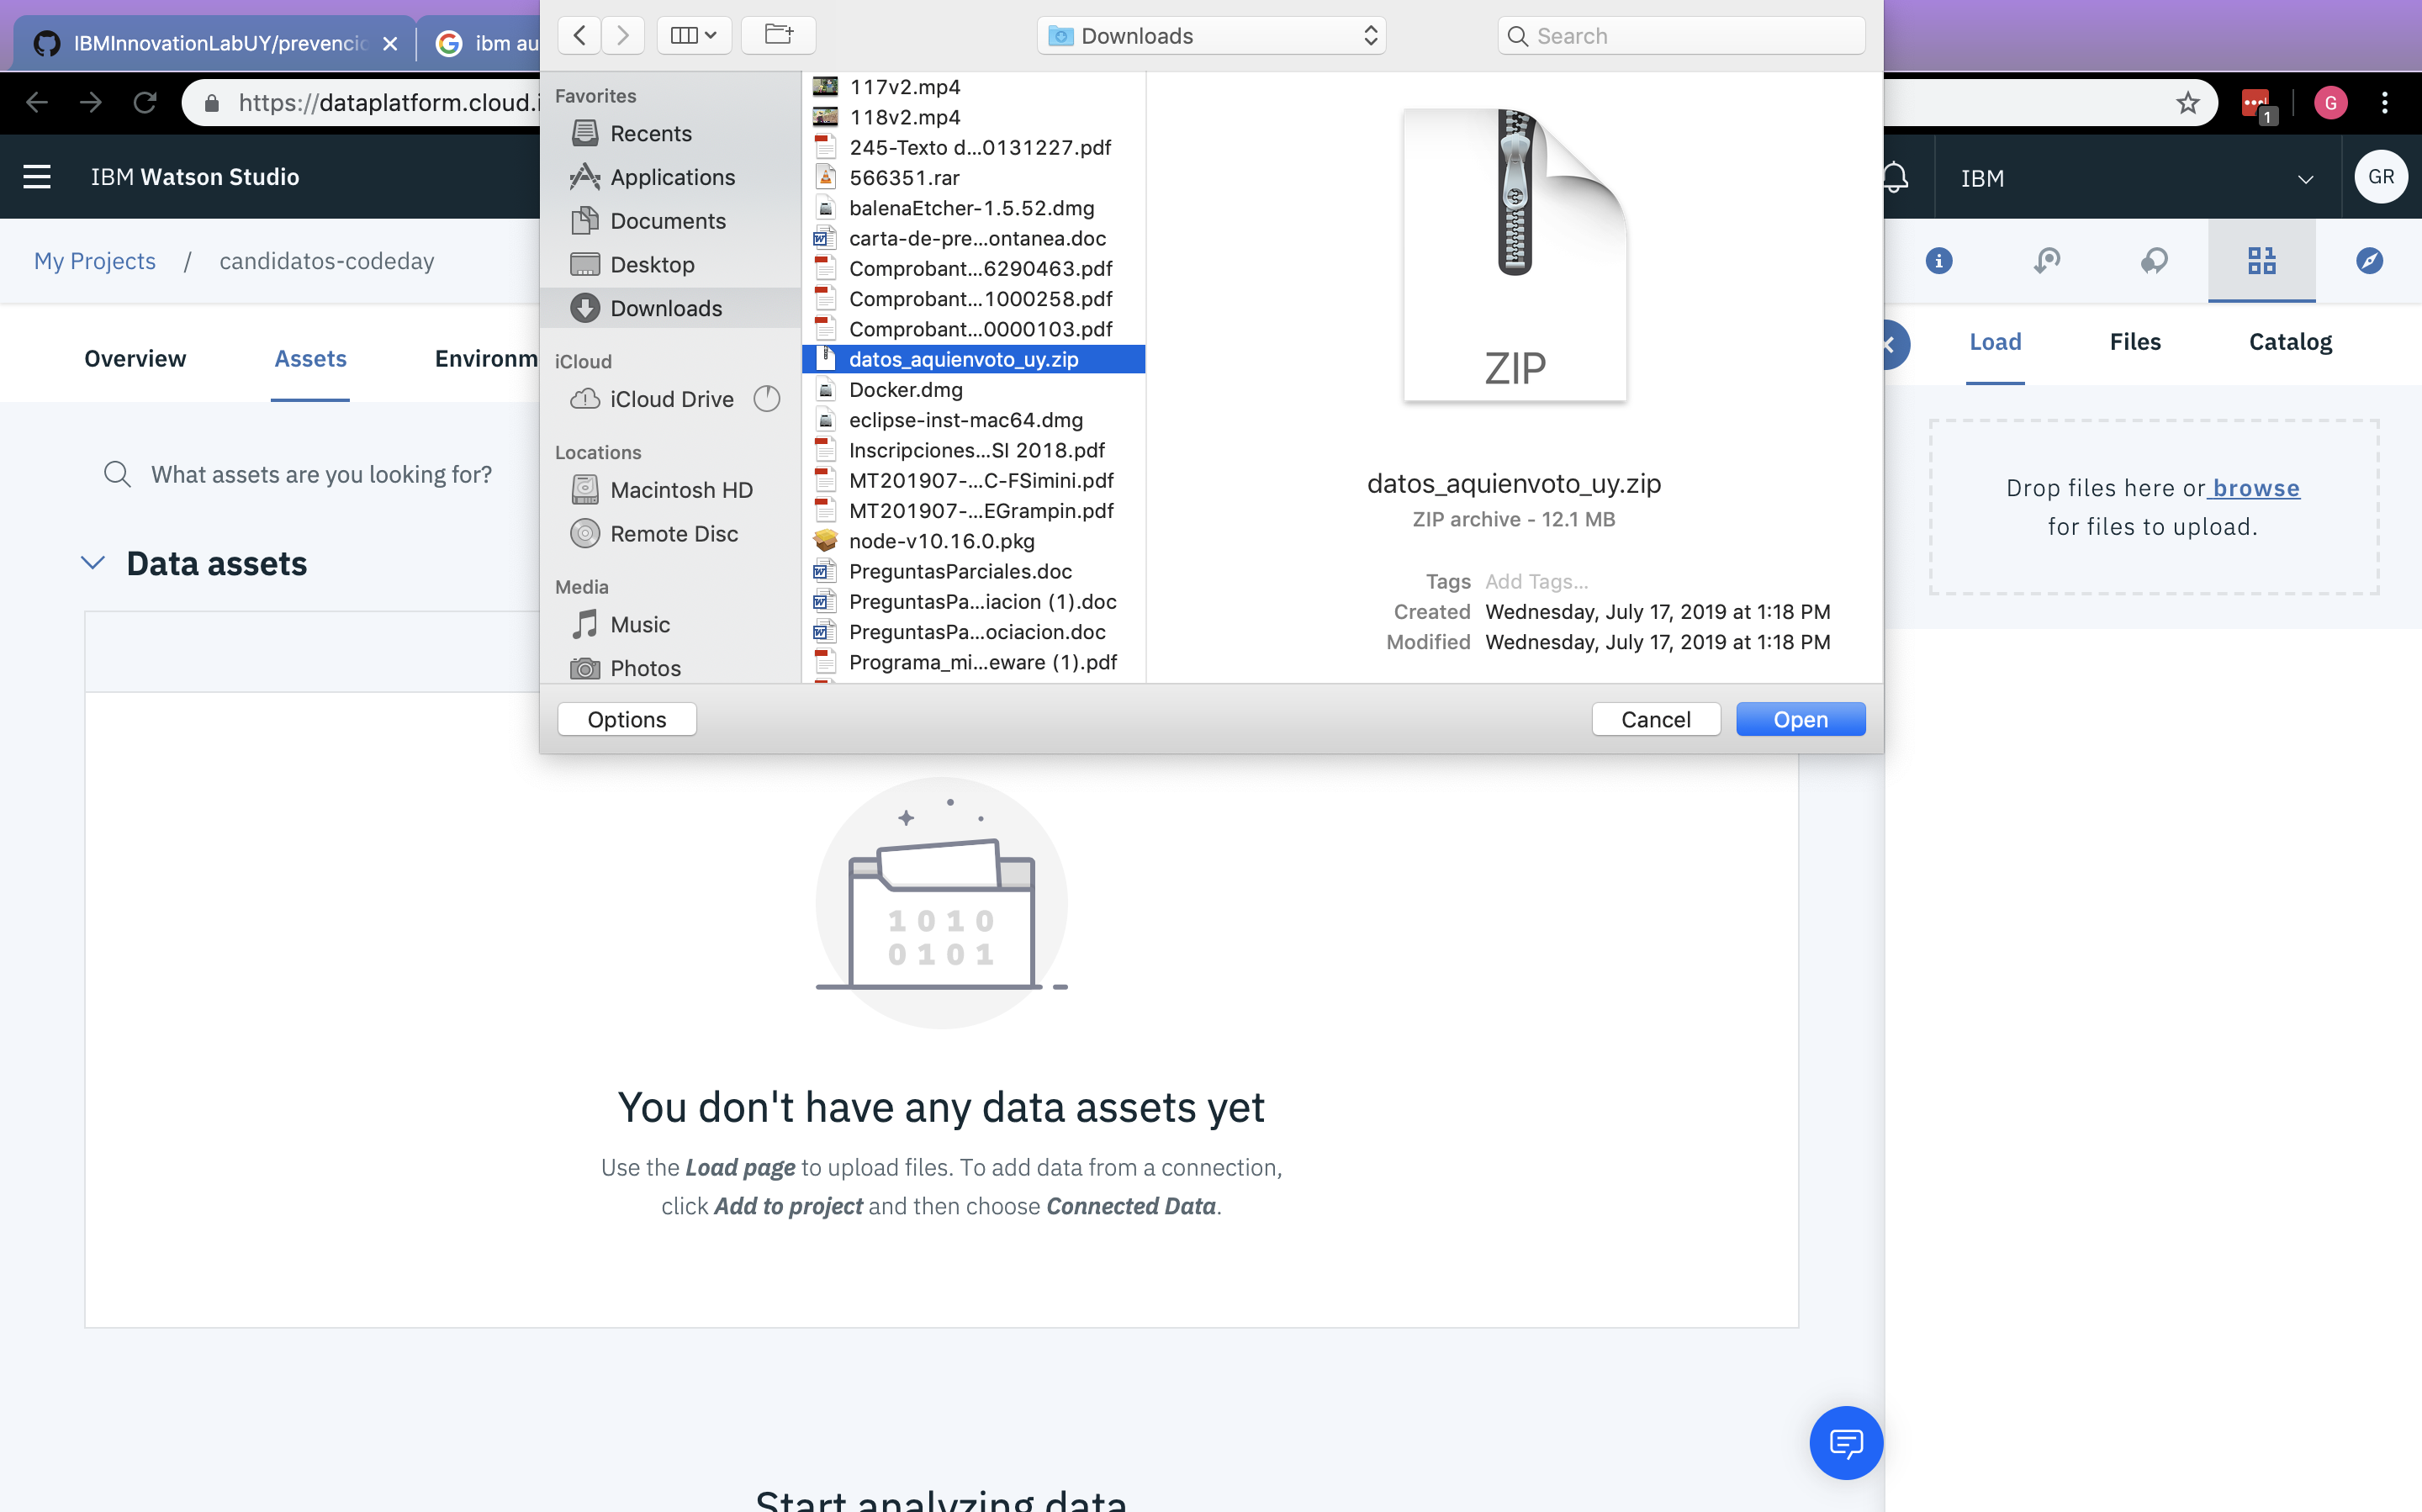 IBMInnovationLabUY/prevencio
ibm au
Downloads
Search
https://dataplatform.cloud.i
1
G
IBM Watson Studio
IBM
GR
My Projects / candidatos-codeday
Overview
Assets
Environm
Load
Files
Catalog
What assets are you looking for?
Data assets
Favorites
Recents
Applications
Documents
Desktop
Downloads
iCloud
iCloud Drive
Locations
Macintosh HD
Remote Disc
Media
Music
Photos
117v2.mp4
118v2.mp4
245-Texto d...0131227.pdf
566351.rar
balenaEtcher-1.5.52.dmg
carta-de-pre...ontanea.doc
Comprobant...6290463.pdf
Comprobant...1000258.pdf
Comprobant...0000103.pdf
datos_aquienvoto_uy.zip
Docker.dmg
eclipse-inst-mac64.dmg
Inscripciones...SI 2018.pdf
MT201907-...C-FSimini.pdf
MT201907-...EGrampin.pdf
node-v10.16.0.pkg
PreguntasParciales.doc
PreguntasPa...iacion (1).doc
PreguntasPa...ociacion.doc
Programa_mi...eware (1).pdf
ZIP
datos_aquienvoto_uy.zip
ZIP archive - 12.1 MB
Tags Add Tags...
Created Wednesday, July 17, 2019 at 1:18 PM
Modified Wednesday, July 17, 2019 at 1:18 PM
Options
Cancel
Open
Drop files here or browse
for files to upload.
1 0 1 0
0 1 0 1
You don't have any data assets yet
Use the Load page to upload files. To add data from a connection,
click Add to project and then choose Connected Data.
Start analyzing data